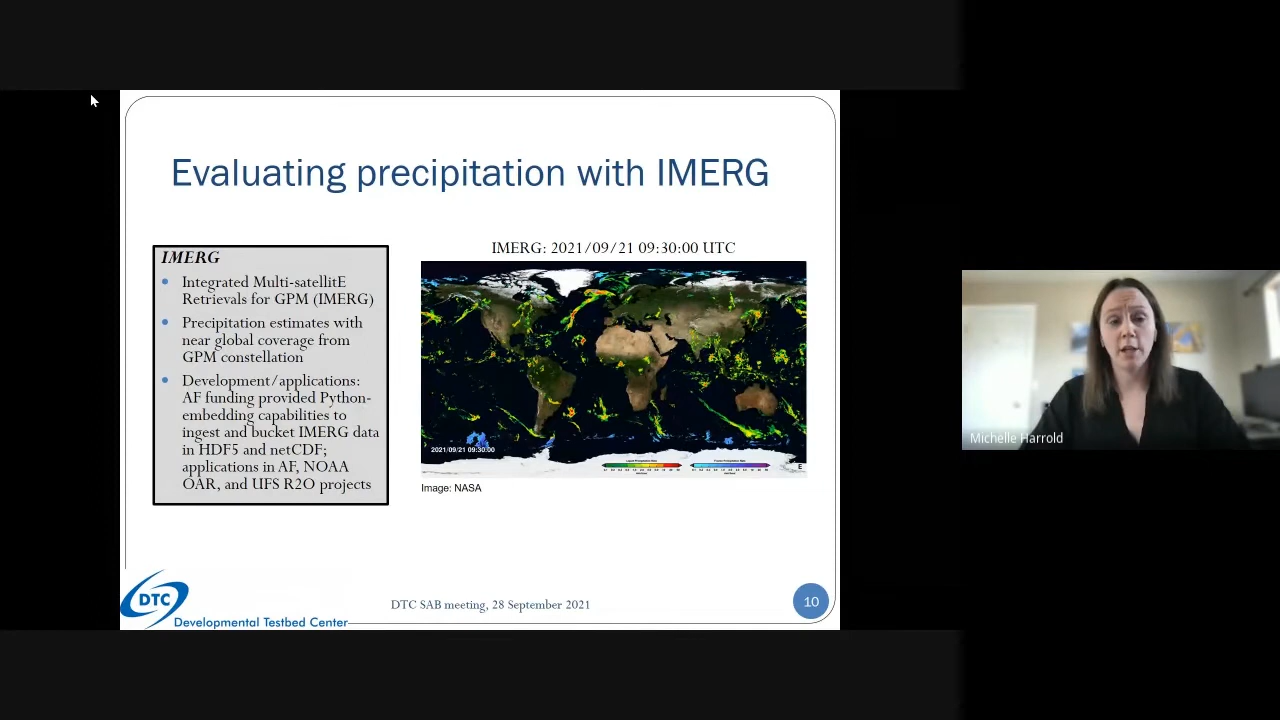 Evaluating precipitation with IMERG
IMERG
Integrated Multi-satellitE
Retrievals for GPM (IMERG)
Precipitation estimates with
near global coverage from
GPM constellation
Development/applications:
AF funding provided Python-
embedding capabilities to
ingest and bucket IMERG data
in HDF5 and netCDF;
applications in AF, NOAA
OAR, and UFS R2O projects
IMERG: 2021/09/21 09:30:00 UTC
2021/09/21 09:30:00
Image: NASA
Michelle Harrold
DTC
Developmental Testbed Center
DTC SAB meeting, 28 September 2021
10